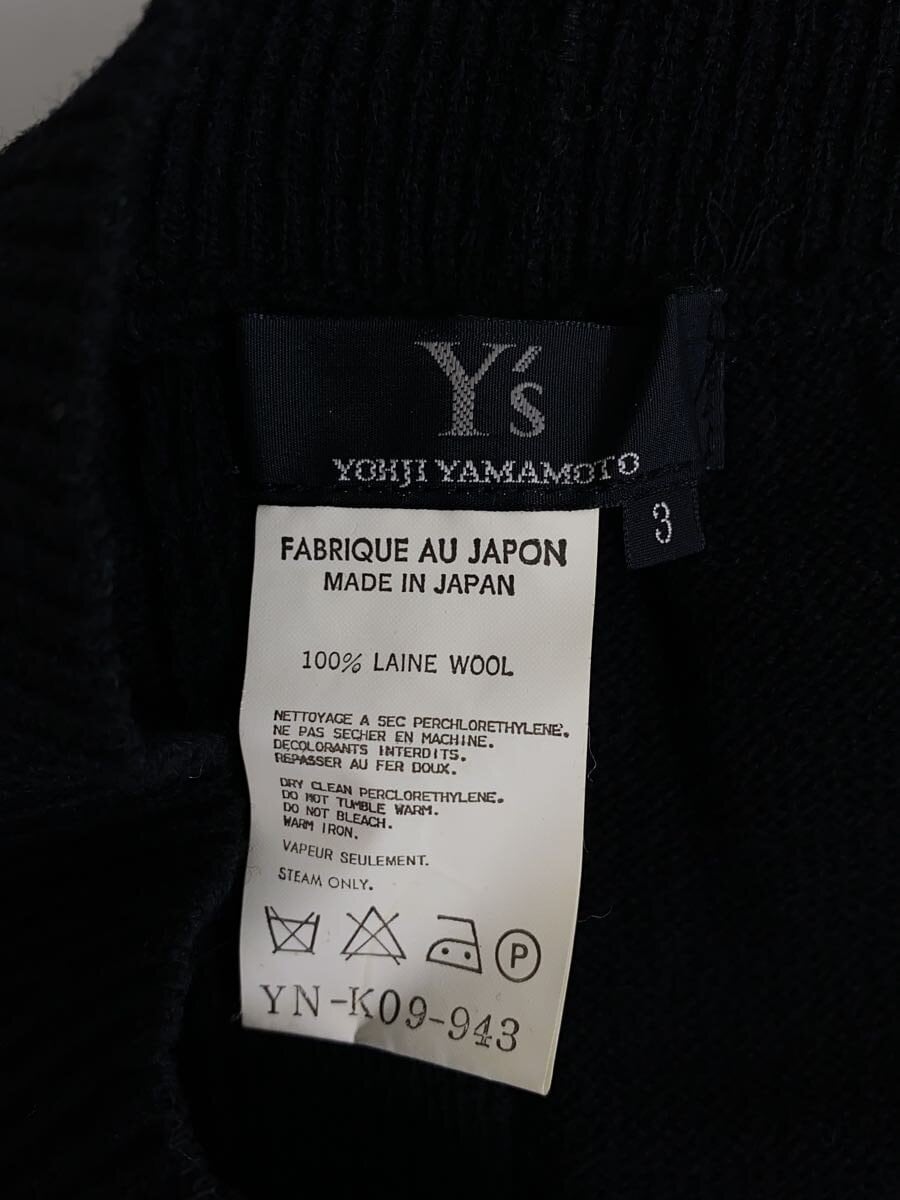 Y's
YOHJI YAMAMOTO
3
FABRIQUE AU JAPON
MADE IN JAPAN
100% LAINE WOOL
NETTOYAGE A SEC PERCHLORETHYLENE.
NE PAS SECHER EN MACHINE.
DECOLORANTS INTERDITS.
REPASSER AU FER DOUX.
DRY CLEAN PERCLORETHYLENE.
DO NOT TUMBLE WARM.
DO NOT BLEACH.
WARM IRON.
VAPEUR SEULEMENT.
STEAM ONLY.
P
YN-K09-943